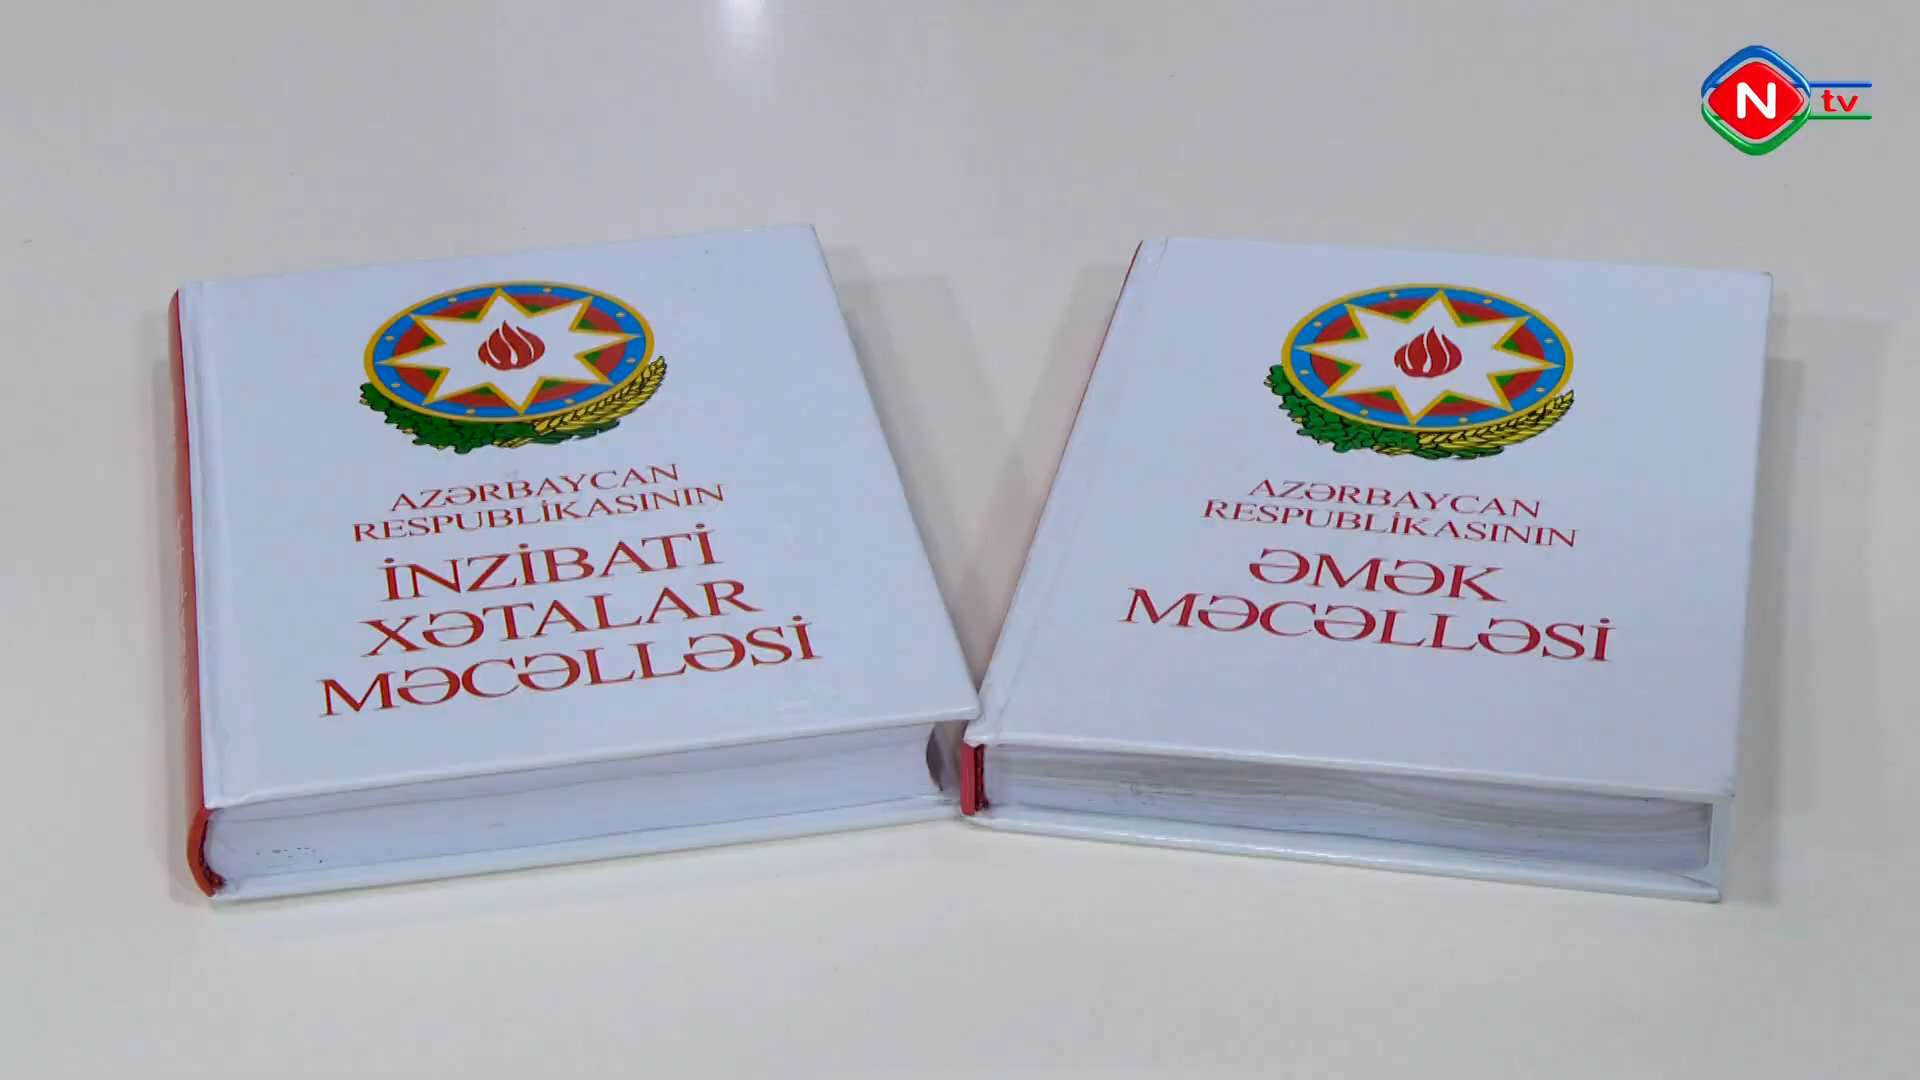 AZƏRBAYCAN
RESPUBLİKASININ
İNZİBATİ
XƏTALAR
MƏCƏLLƏSİ
AZƏRBAYCAN
RESPUBLİKASININ
ƏMƏK
MƏCƏLLƏSİ
N tv